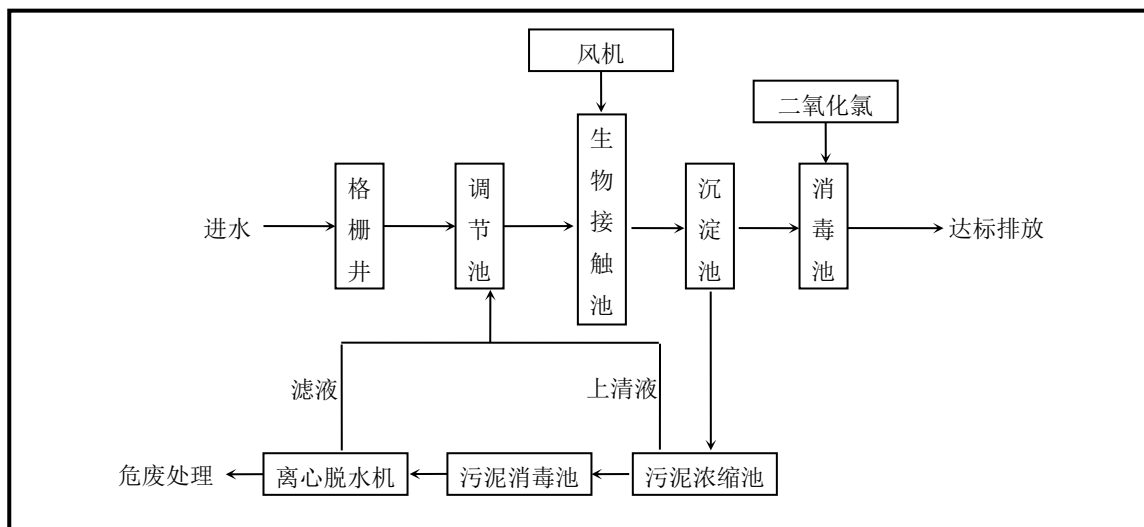 风机
二氧化氯
进水
格栅井
调节池
生物接触池
沉淀池
消毒池
达标排放
滤液
上清液
危废处理
离心脱水机
污泥消毒池
污泥浓缩池